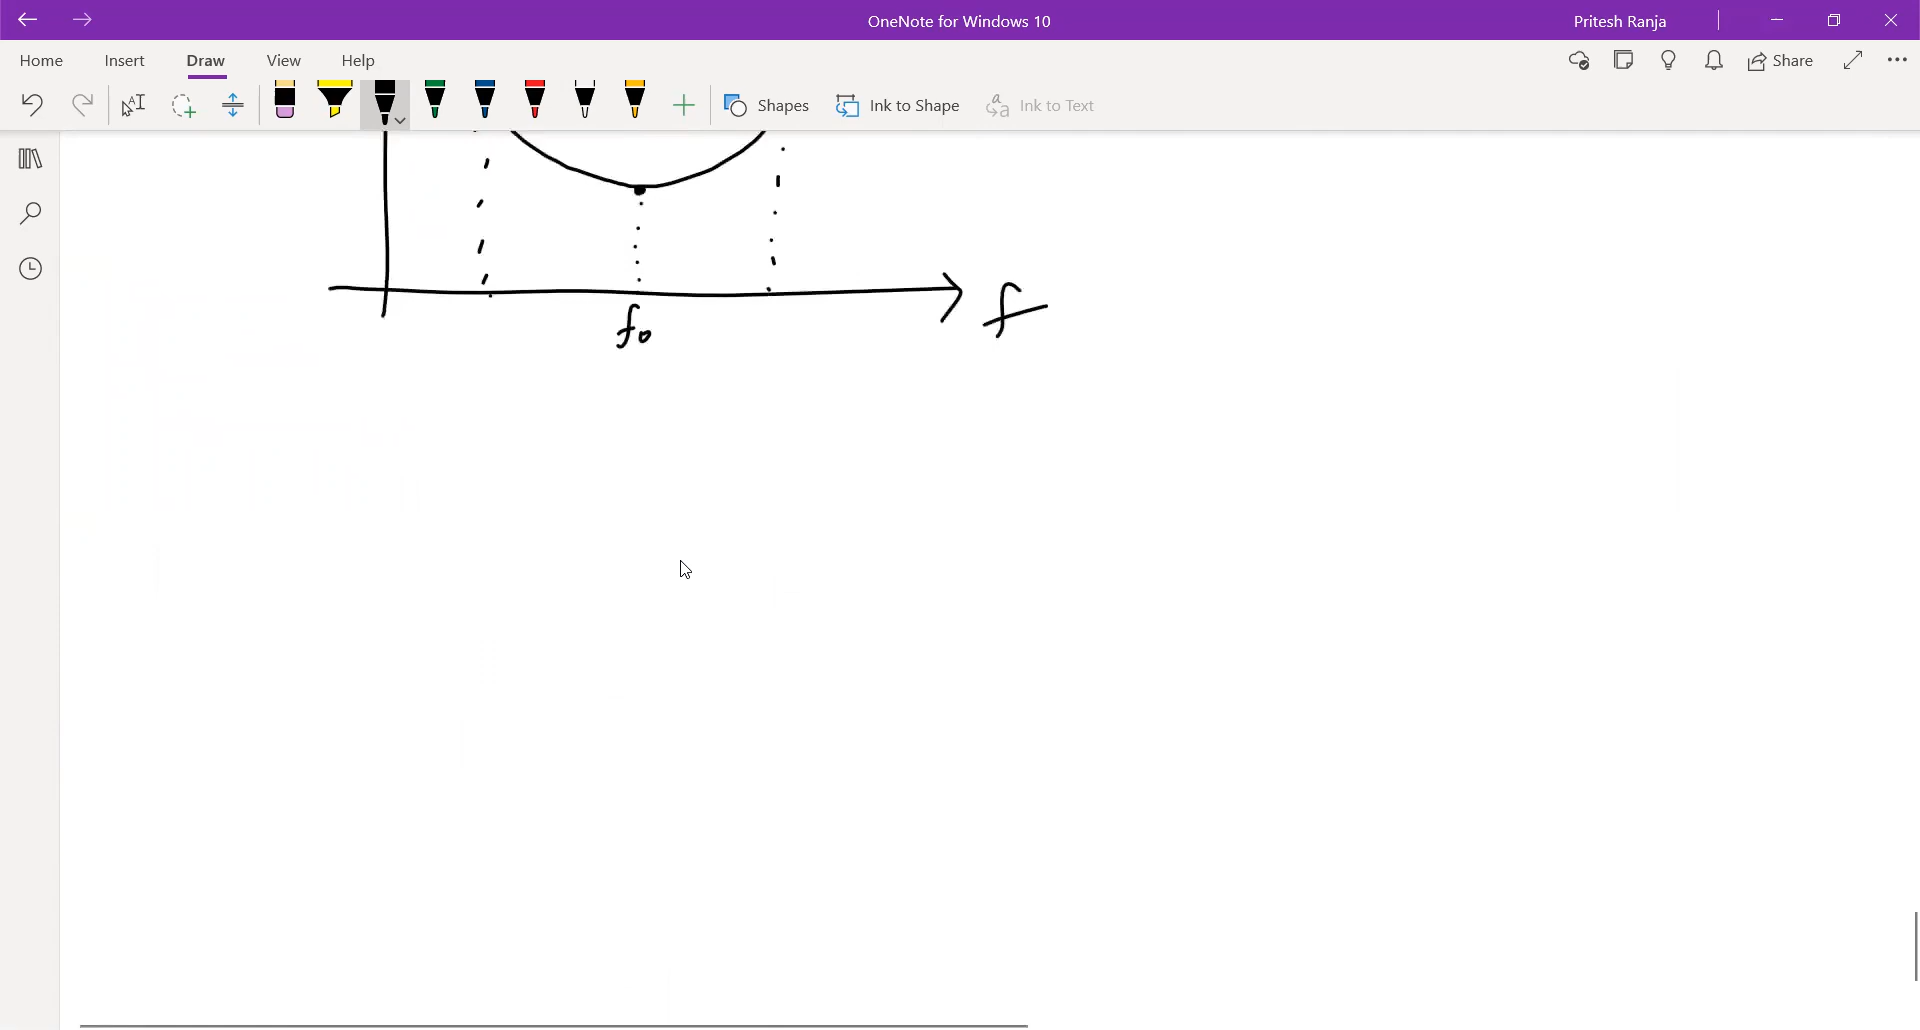 OneNote for Windows 10
Pritesh Ranja
Home Insert Draw View Help
Share
Shapes Ink to Shape Ink to Text
f
f₀